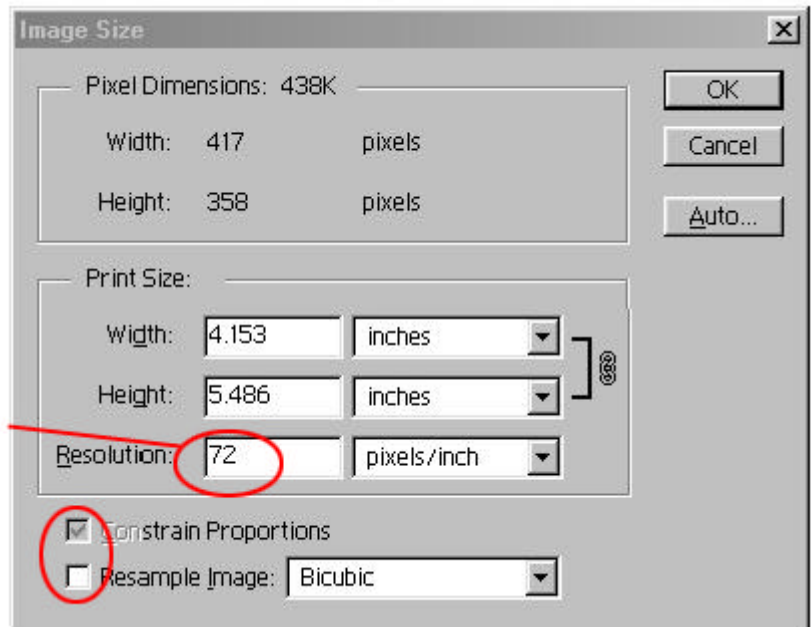 Image Size
Pixel Dimensions: 438K
OK
Width: 417 pixels
Cancel
Height: 358 pixels
Auto...
Print Size:
Width: 4.153 inches
Height: 5.486 inches
Resolution: 72 pixels/inch
Constrain Proportions
Resample Image: Bicubic